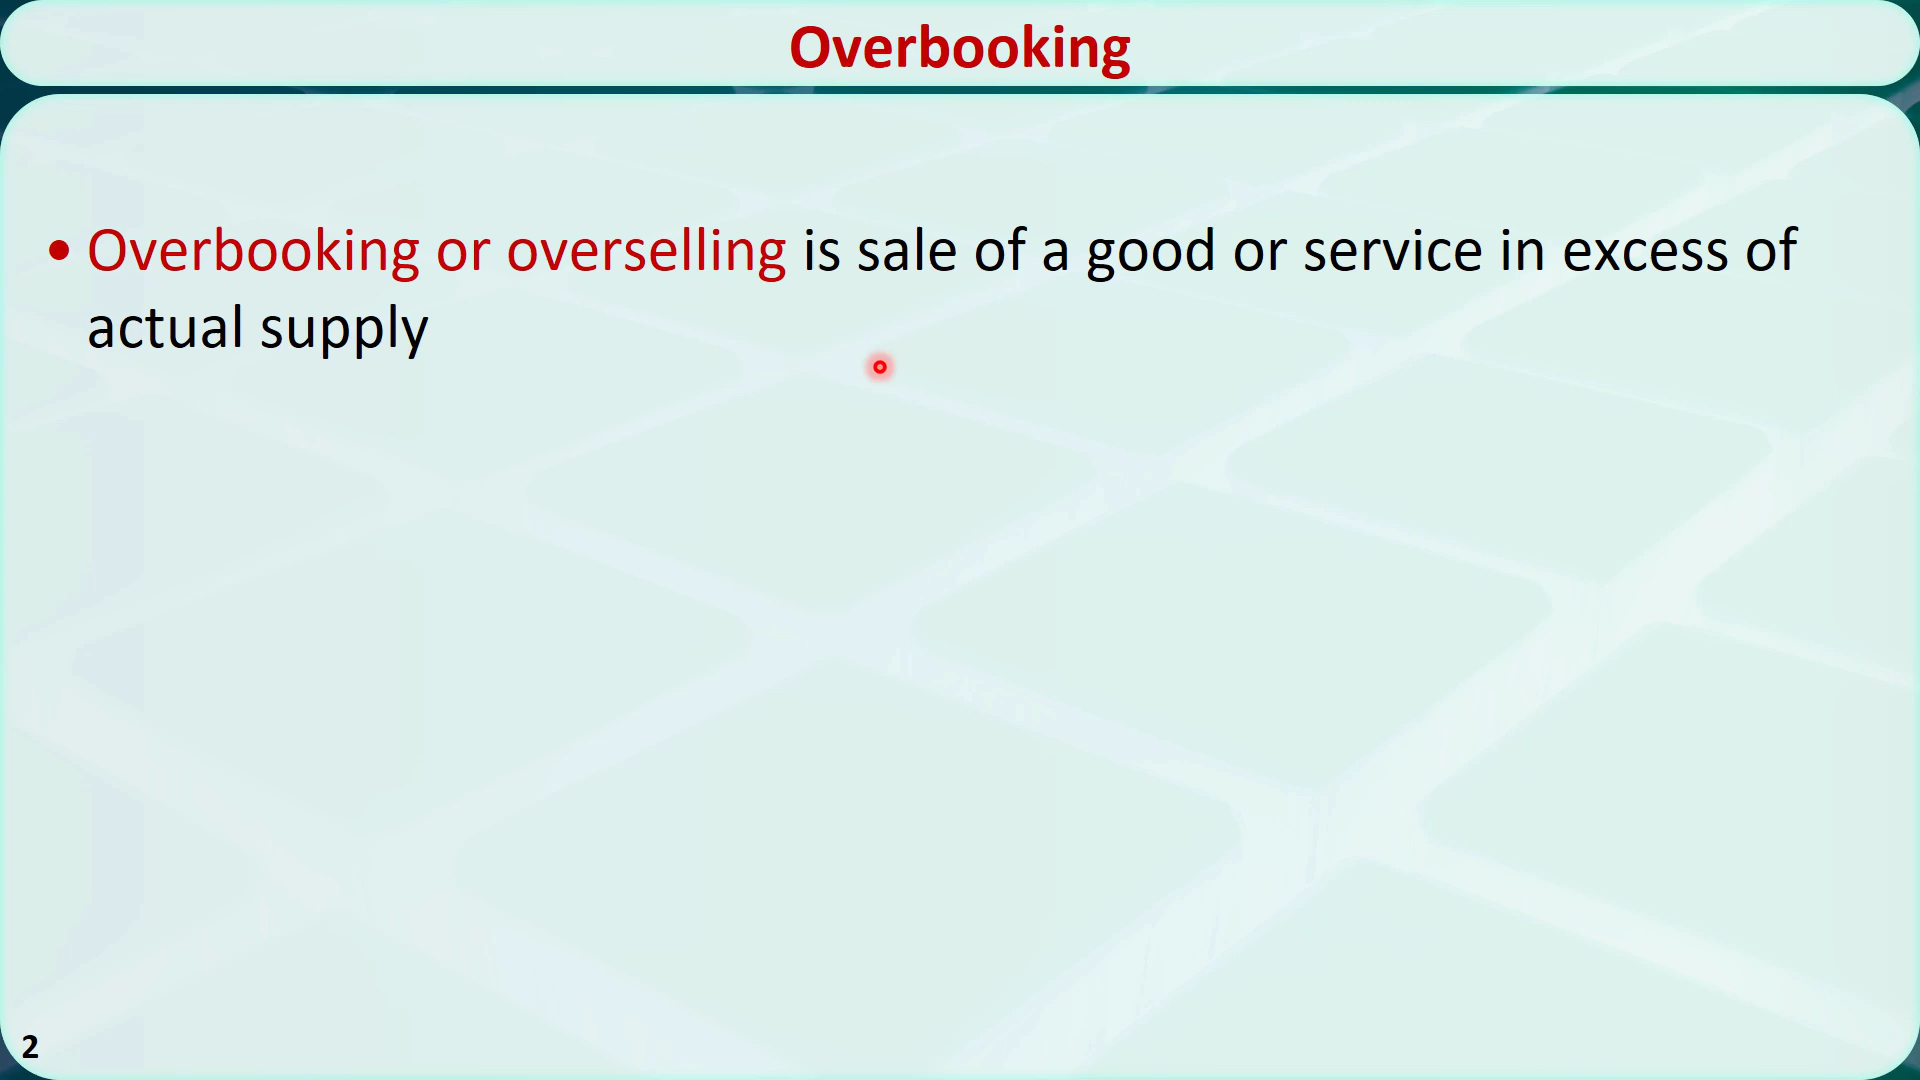 Overbooking
• Overbooking or overselling is sale of a good or service in excess of
actual supply
2